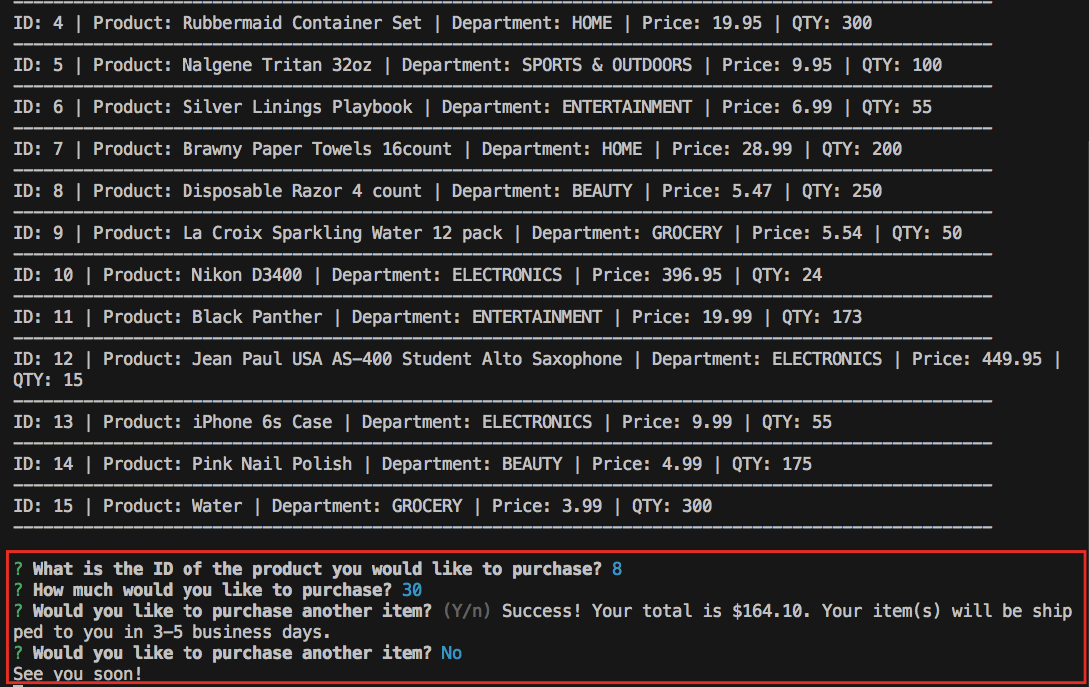 ID: 4 | Product: Rubbermaid Container Set | Department: HOME | Price: 19.95 | QTY: 300
ID: 5 | Product: Nalgene Tritan 32oz | Department: SPORTS & OUTDOORS | Price: 9.95 | QTY: 100
ID: 6 | Product: Silver Linings Playbook | Department: ENTERTAINMENT | Price: 6.99 | QTY: 55
ID: 7 | Product: Brawny Paper Towels 16count | Department: HOME | Price: 28.99 | QTY: 200
ID: 8 | Product: Disposable Razor 4 count | Department: BEAUTY | Price: 5.47 | QTY: 250
ID: 9 | Product: La Croix Sparkling Water 12 pack | Department: GROCERY | Price: 5.54 | QTY: 50
ID: 10 | Product: Nikon D3400 | Department: ELECTRONICS | Price: 396.95 | QTY: 24
ID: 11 | Product: Black Panther | Department: ENTERTAINMENT | Price: 19.99 | QTY: 173
ID: 12 | Product: Jean Paul USA AS-400 Student Alto Saxophone | Department: ELECTRONICS | Price: 449.95 |
QTY: 15
ID: 13 | Product: iPhone 6s Case | Department: ELECTRONICS | Price: 9.99 | QTY: 55
ID: 14 | Product: Pink Nail Polish | Department: BEAUTY | Price: 4.99 | QTY: 175
ID: 15 | Product: Water | Department: GROCERY | Price: 3.99 | QTY: 300
? What is the ID of the product you would like to purchase? 8
? How much would you like to purchase? 30
? Would you like to purchase another item? (Y/n) Success! Your total is $164.10. Your item(s) will be ship
ped to you in 3-5 business days.
? Would you like to purchase another item? No
See you soon!